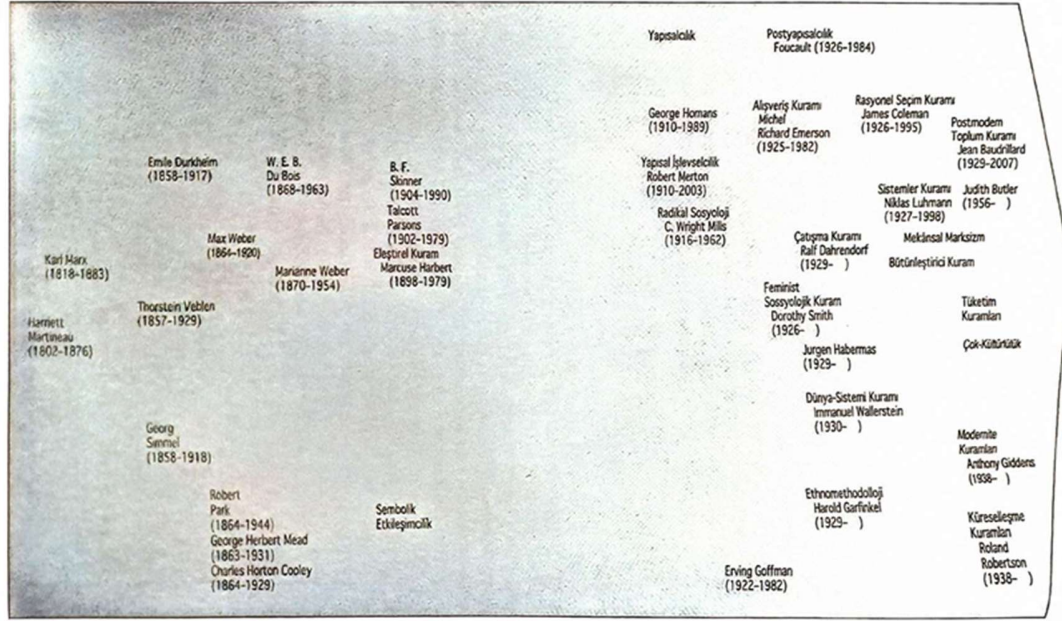 Yapısalcılık
Postyapısalcılık
Foucault (1926-1984)
George Homans
(1910-1989)
Alışveriş Kuramı
Michel
Richard Emerson
(1925-1982)
Rasyonel Seçim Kuramı
James Coleman
(1926-1995)
Postmodern
Toplum Kuramı
Jean Baudrillard
(1929-2007)
Emile Durkheim
(1858-1917)
W. E. B.
Du Bois
(1868-1963)
B. F.
Skinner
(1904-1990)
Talcott
Parsons
(1902-1979)
Eleştirel Kuram
Marcuse Harbert
(1898-1979)
Yapısal İşlevselcilik
Robert Merton
(1910-2003)
Radikal Sosyoloji
C. Wright Mills
(1916-1962)
Sistemler Kuramı
Niklas Luhmann
(1927-1998)
Judith Butler
(1956- )
Max Weber
(1864-1920)
Marianne Weber
(1870-1954)
Karl Marx
(1818-1883)
Çatışma Kuramı
Ralf Dahrendorf
(1929- )
Mekânsal Marksizm
Bütünleştirici Kuram
Thorstein Veblen
(1857-1929)
Harriett
Martineau
(1802-1876)
Feminist
Sossyolojik Kuram
Dorothy Smith
(1926- )
Tüketim
Kuramları
Jurgen Habermas
(1929- )
Çok-Kültürlülük
Dünya-Sistemi Kuramı
Immanuel Wallerstein
(1930- )
Georg
Simmel
(1858-1918)
Modernite
Kuramları
Anthony Giddens
(1938- )
Robert
Park
(1864-1944)
George Herbert Mead
(1863-1931)
Charles Horton Cooley
(1864-1929)
Sembolik
Etkileşimcilik
Ethnomethodolloji
Harold Garfinkel
(1929- )
Küreselleşme
Kuramları
Roland
Robertson
(1938- )
Erving Goffman
(1922-1982)